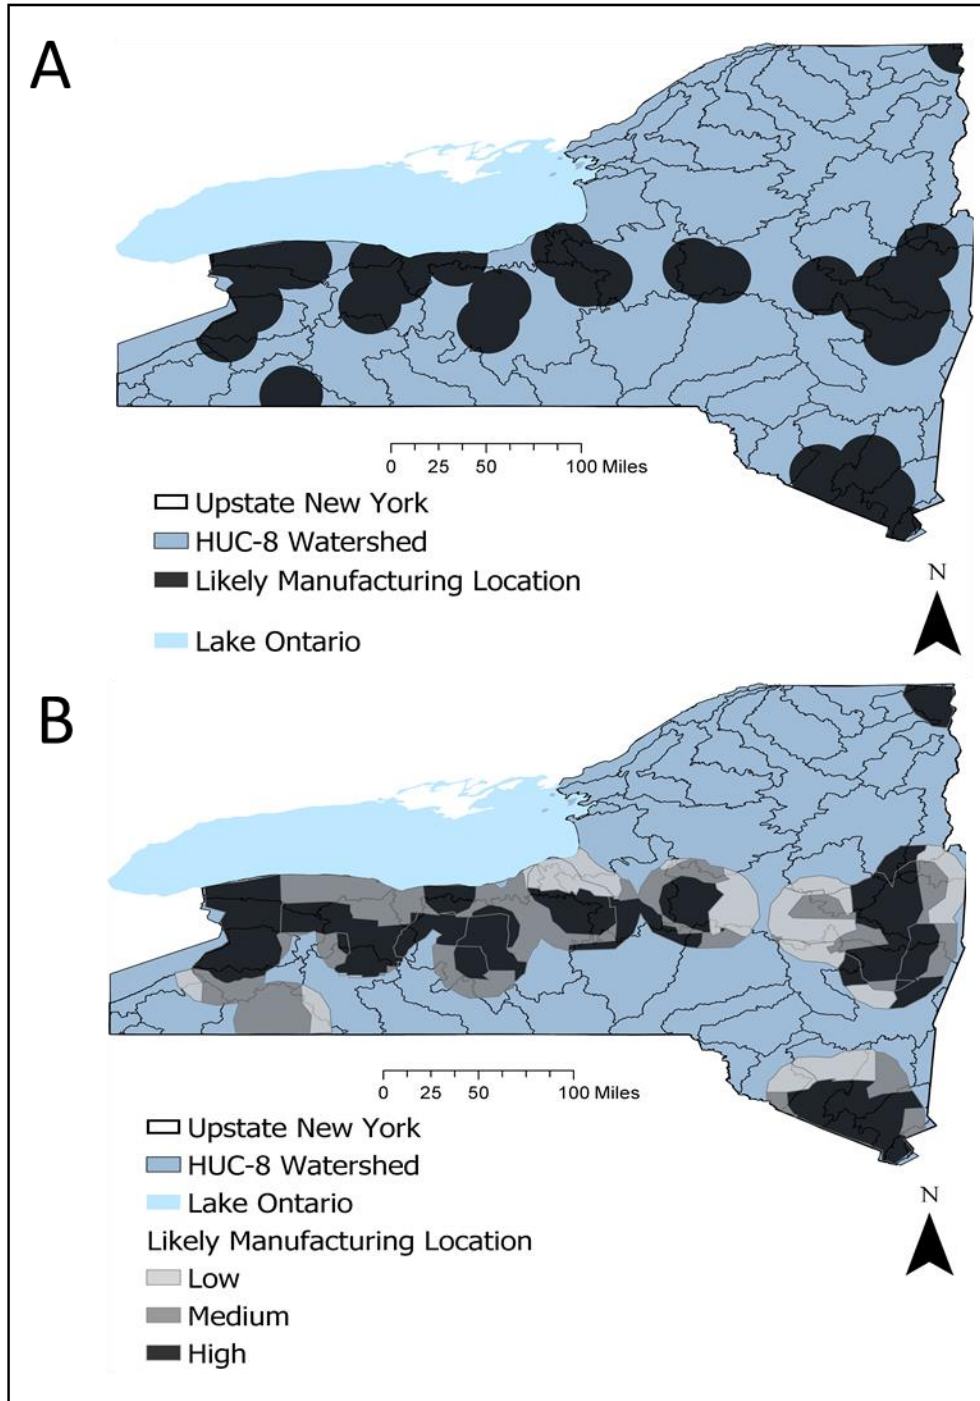 A
0 25 50 100 Miles
Upstate New York
HUC-8 Watershed
Likely Manufacturing Location
Lake Ontario
N
B
0 25 50 100 Miles
Upstate New York
HUC-8 Watershed
Lake Ontario
Likely Manufacturing Location
Low
Medium
High
N